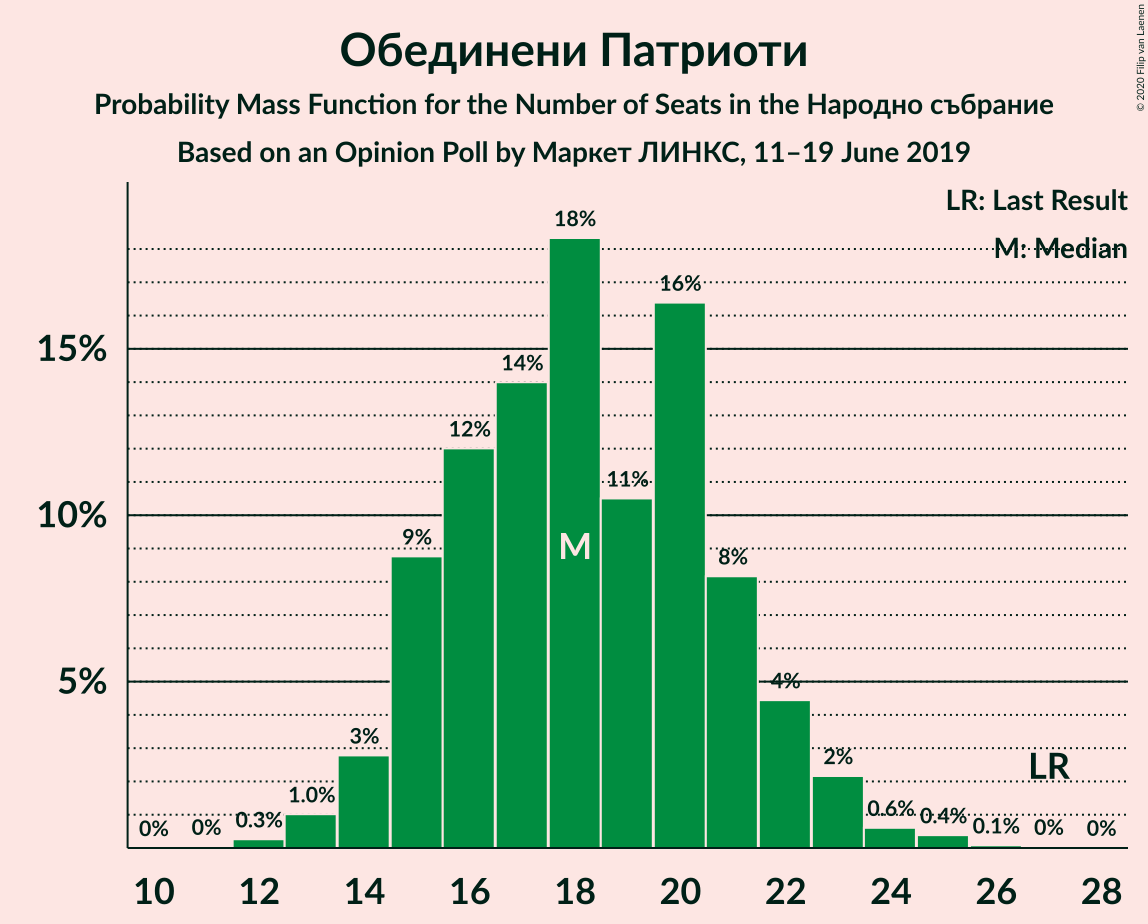 Обединени Патриоти
Probability Mass Function for the Number of Seats in the Народно събрание
Based on an Opinion Poll by Маркет ЛИНКС, 11–19 June 2019
© 2020 Filip van Laenen
LR: Last Result
M: Median
18%
16%
15%
14%
12%
11%
10%
9%
M
8%
5%
4%
3%
2%
LR
1.0%
0.6%
0.4%
0.3%
0.1%
0%
0%
0%
0%
10 12 14 16 18 20 22 24 26 28